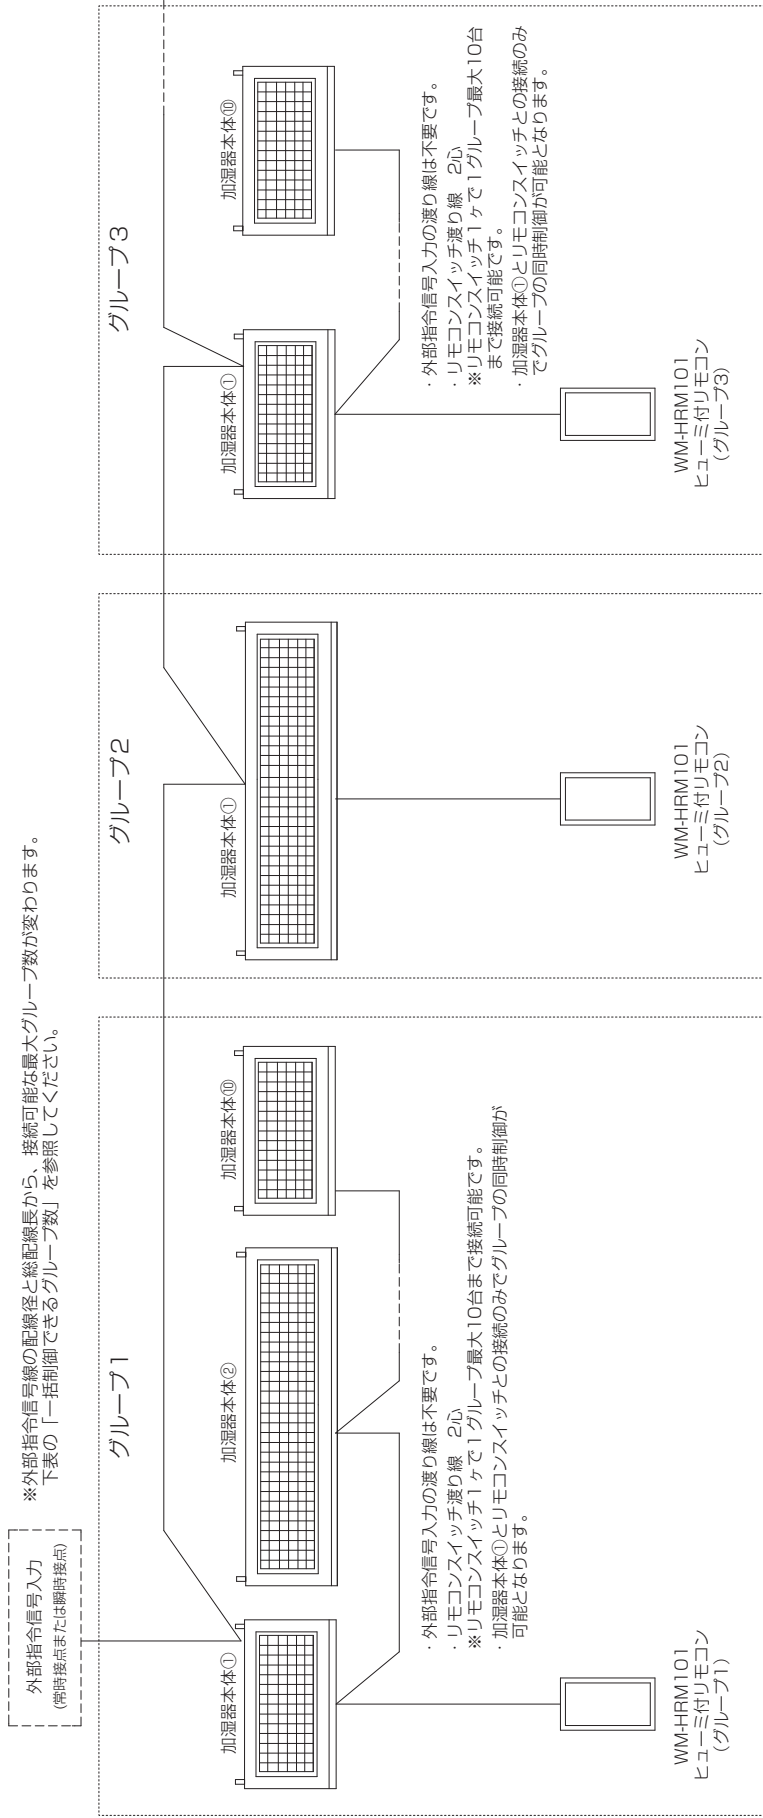 外部指令信号入力
(常時接点または瞬時接点)
※外部指令信号線の配線径と総配線長から、接続可能な最大グループ数が変わります。
下表の「一括制御できるグループ数」を参照してください。
グループ1
加湿器本体①
加湿器本体②
加湿器本体⑩
・外部指令信号入力の渡り線は不要です。
・リモコンスイッチ渡り線 2心
※リモコンスイッチ1ヶで1グループ最大10台まで接続可能です。
・加湿器本体①とリモコンスイッチとの接続のみでグループの同時制御が
可能となります。
WM-HRM101
ヒューミ付リモコン
(グループ1)
グループ2
加湿器本体①
WM-HRM101
ヒューミ付リモコン
(グループ2)
グループ3
加湿器本体①
加湿器本体⑩
・外部指令信号入力の渡り線は不要です。
・リモコンスイッチ渡り線 2心
※リモコンスイッチ1ヶで1グループ最大10台
まで接続可能です。
・加湿器本体①とリモコンスイッチとの接続のみ
でグループの同時制御が可能となります。
WM-HRM101
ヒューミ付リモコン
(グループ3)